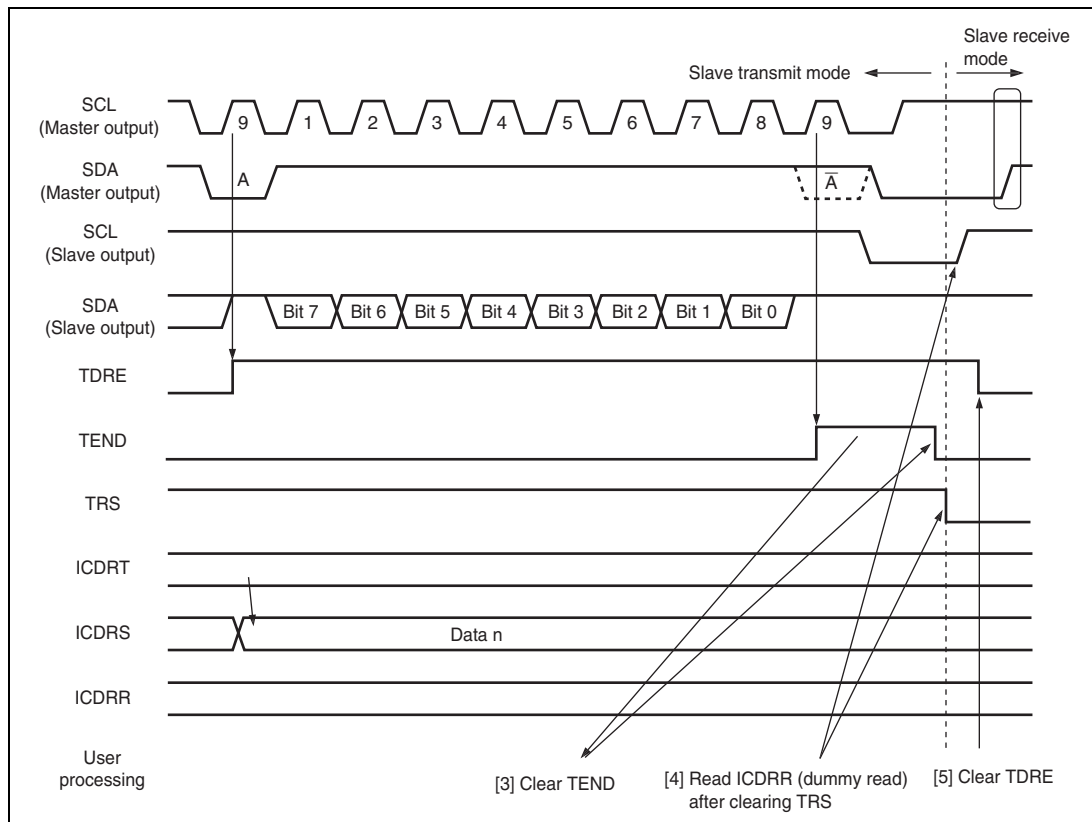 Slave receive
mode
Slave transmit mode
SCL
(Master output)
9 1 2 3 4 5 6 7 8 9
SDA
(Master output)
A
A̅
SCL
(Slave output)
SDA
(Slave output)
Bit 7 Bit 6 Bit 5 Bit 4 Bit 3 Bit 2 Bit 1 Bit 0
TDRE
TEND
TRS
ICDRT
ICDRS
Data n
ICDRR
User
processing
[3] Clear TEND
[4] Read ICDRR (dummy read)
after clearing TRS
[5] Clear TDRE